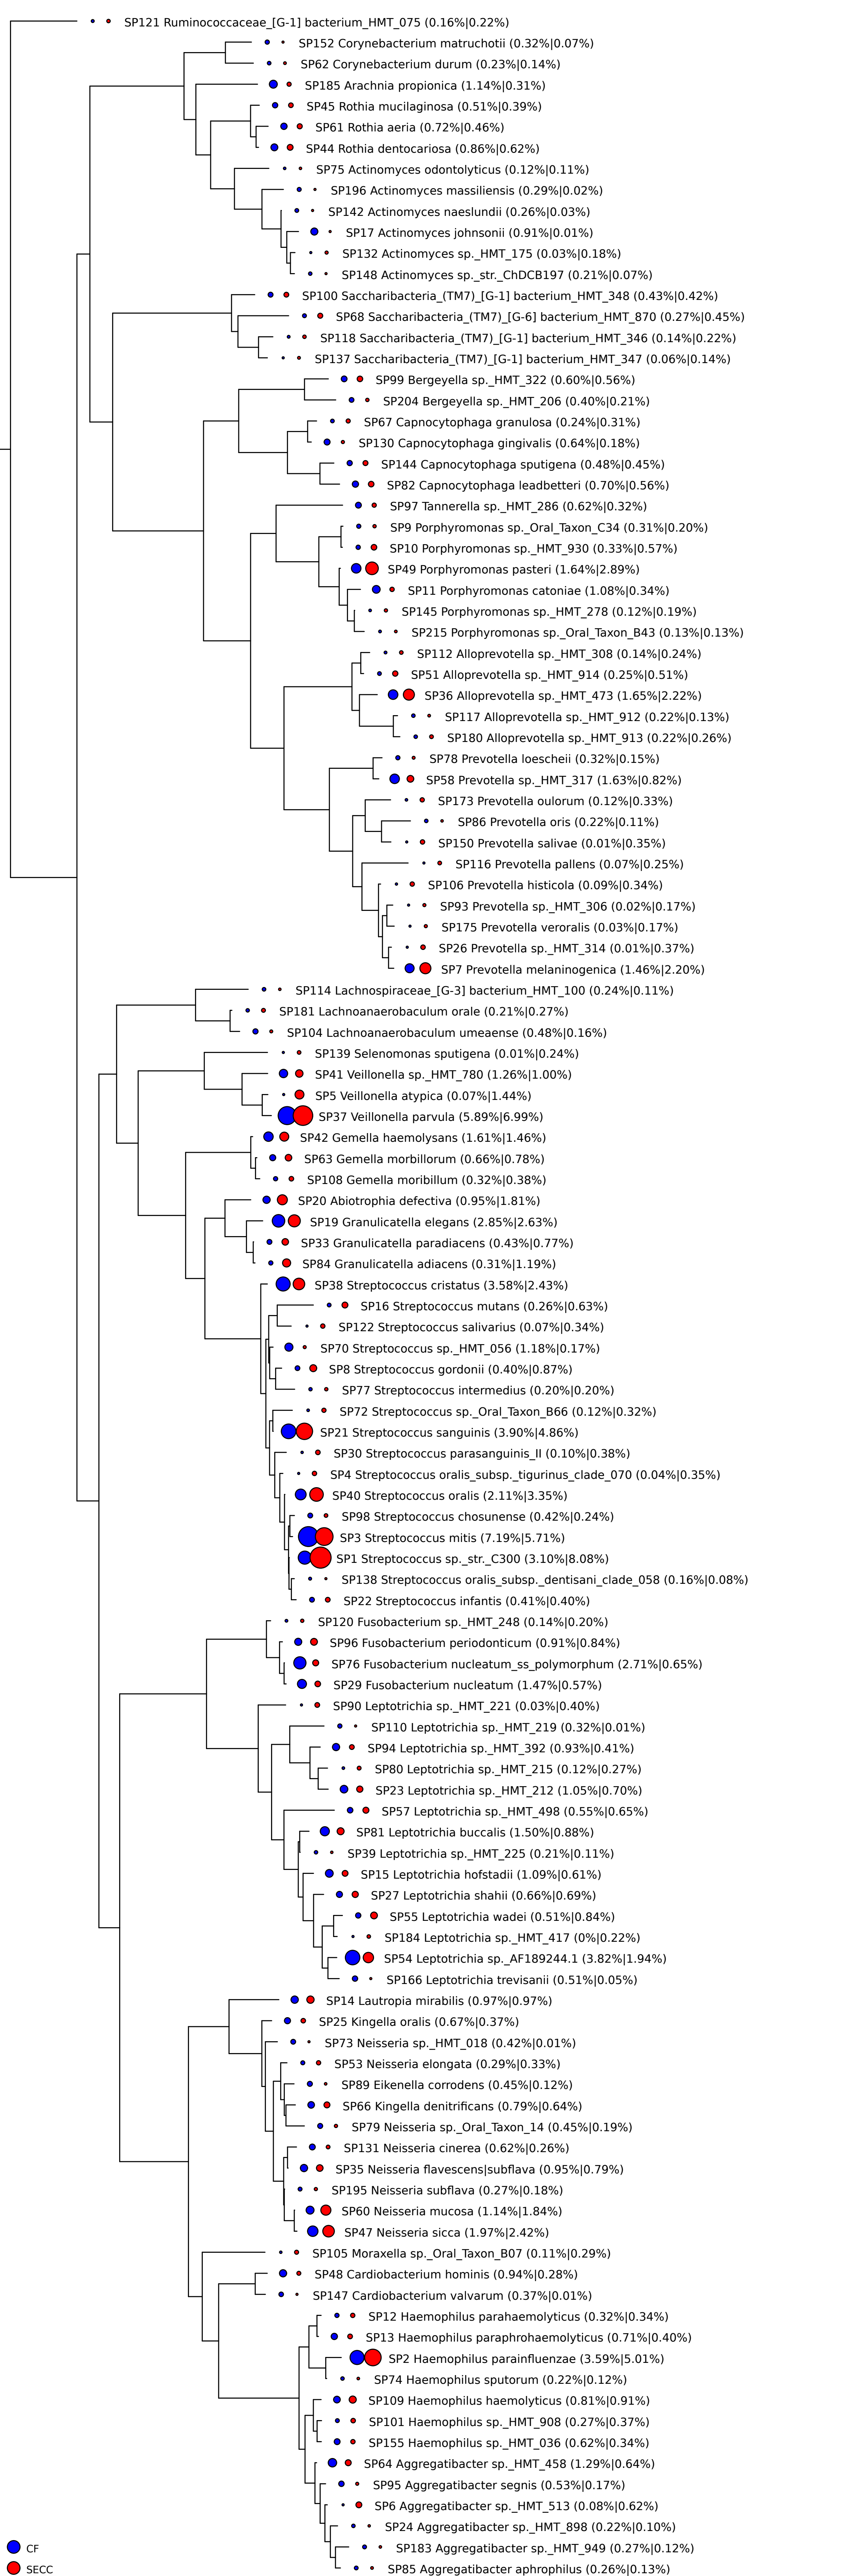 SP121 Ruminococcaceae_[G-1] bacterium_HMT_075 (0.16%|0.22%)
SP152 Corynebacterium matruchotii (0.32%|0.07%)
SP62 Corynebacterium durum (0.23%|0.14%)
SP185 Arachnia propionica (1.14%|0.31%)
SP45 Rothia mucilaginosa (0.51%|0.39%)
SP61 Rothia aeria (0.72%|0.46%)
SP44 Rothia dentocariosa (0.86%|0.62%)
SP75 Actinomyces odontolyticus (0.12%|0.11%)
SP196 Actinomyces massiliensis (0.29%|0.02%)
SP142 Actinomyces naeslundii (0.26%|0.03%)
SP17 Actinomyces johnsonii (0.91%|0.01%)
SP132 Actinomyces sp._HMT_175 (0.03%|0.18%)
SP148 Actinomyces sp._str._ChDCB197 (0.21%|0.07%)
SP100 Saccharibacteria_(TM7)_[G-1] bacterium_HMT_348 (0.43%|0.42%)
SP68 Saccharibacteria_(TM7)_[G-6] bacterium_HMT_870 (0.27%|0.45%)
SP118 Saccharibacteria_(TM7)_[G-1] bacterium_HMT_346 (0.14%|0.22%)
SP137 Saccharibacteria_(TM7)_[G-1] bacterium_HMT_347 (0.06%|0.14%)
SP99 Bergeyella sp._HMT_322 (0.60%|0.56%)
SP204 Bergeyella sp._HMT_206 (0.40%|0.21%)
SP67 Capnocytophaga granulosa (0.24%|0.31%)
SP130 Capnocytophaga gingivalis (0.64%|0.18%)
SP144 Capnocytophaga sputigena (0.48%|0.45%)
SP82 Capnocytophaga leadbetteri (0.70%|0.56%)
SP97 Tannerella sp._HMT_286 (0.62%|0.32%)
SP9 Porphyromonas sp._Oral_Taxon_C34 (0.31%|0.20%)
SP10 Porphyromonas sp._HMT_930 (0.33%|0.57%)
SP49 Porphyromonas pasteri (1.64%|2.89%)
SP11 Porphyromonas catoniae (1.08%|0.34%)
SP145 Porphyromonas sp._HMT_278 (0.12%|0.19%)
SP215 Porphyromonas sp._Oral_Taxon_B43 (0.13%|0.13%)
SP112 Alloprevotella sp._HMT_308 (0.14%|0.24%)
SP51 Alloprevotella sp._HMT_914 (0.25%|0.51%)
SP36 Alloprevotella sp._HMT_473 (1.65%|2.22%)
SP117 Alloprevotella sp._HMT_912 (0.22%|0.13%)
SP180 Alloprevotella sp._HMT_913 (0.22%|0.26%)
SP78 Prevotella loescheii (0.32%|0.15%)
SP58 Prevotella sp._HMT_317 (1.63%|0.82%)
SP173 Prevotella oulorum (0.12%|0.33%)
SP86 Prevotella oris (0.22%|0.11%)
SP150 Prevotella salivae (0.01%|0.35%)
SP116 Prevotella pallens (0.07%|0.25%)
SP106 Prevotella histicola (0.09%|0.34%)
SP93 Prevotella sp._HMT_306 (0.02%|0.17%)
SP175 Prevotella veroralis (0.03%|0.17%)
SP26 Prevotella sp._HMT_314 (0.01%|0.37%)
SP7 Prevotella melaninogenica (1.46%|2.20%)
SP114 Lachnospiraceae_[G-3] bacterium_HMT_100 (0.24%|0.11%)
SP181 Lachnoanaerobaculum orale (0.21%|0.27%)
SP104 Lachnoanaerobaculum umeaense (0.48%|0.16%)
SP139 Selenomonas sputigena (0.01%|0.24%)
SP41 Veillonella sp._HMT_780 (1.26%|1.00%)
SP5 Veillonella atypica (0.07%|1.44%)
SP37 Veillonella parvula (5.89%|6.99%)
SP42 Gemella haemolysans (1.61%|1.46%)
SP63 Gemella morbillorum (0.66%|0.78%)
SP108 Gemella moribillum (0.32%|0.38%)
SP20 Abiotrophia defectiva (0.95%|1.81%)
SP19 Granulicatella elegans (2.85%|2.63%)
SP33 Granulicatella paradiacens (0.43%|0.77%)
SP84 Granulicatella adiacens (0.31%|1.19%)
SP38 Streptococcus cristatus (3.58%|2.43%)
SP16 Streptococcus mutans (0.26%|0.63%)
SP122 Streptococcus salivarius (0.07%|0.34%)
SP70 Streptococcus sp._HMT_056 (1.18%|0.17%)
SP8 Streptococcus gordonii (0.40%|0.87%)
SP77 Streptococcus intermedius (0.20%|0.20%)
SP72 Streptococcus sp._Oral_Taxon_B66 (0.12%|0.32%)
SP21 Streptococcus sanguinis (3.90%|4.86%)
SP30 Streptococcus parasanguinis_II (0.10%|0.38%)
SP4 Streptococcus oralis_subsp._tigurinus_clade_070 (0.04%|0.35%)
SP40 Streptococcus oralis (2.11%|3.35%)
SP98 Streptococcus chosunense (0.42%|0.24%)
SP3 Streptococcus mitis (7.19%|5.71%)
SP1 Streptococcus sp._str._C300 (3.10%|8.08%)
SP138 Streptococcus oralis_subsp._dentisani_clade_058 (0.16%|0.08%)
SP22 Streptococcus infantis (0.41%|0.40%)
SP120 Fusobacterium sp._HMT_248 (0.14%|0.20%)
SP96 Fusobacterium periodonticum (0.91%|0.84%)
SP76 Fusobacterium nucleatum_ss_polymorphum (2.71%|0.65%)
SP29 Fusobacterium nucleatum (1.47%|0.57%)
SP90 Leptotrichia sp._HMT_221 (0.03%|0.40%)
SP110 Leptotrichia sp._HMT_219 (0.32%|0.01%)
SP94 Leptotrichia sp._HMT_392 (0.93%|0.41%)
SP80 Leptotrichia sp._HMT_215 (0.12%|0.27%)
SP23 Leptotrichia sp._HMT_212 (1.05%|0.70%)
SP57 Leptotrichia sp._HMT_498 (0.55%|0.65%)
SP81 Leptotrichia buccalis (1.50%|0.88%)
SP39 Leptotrichia sp._HMT_225 (0.21%|0.11%)
SP15 Leptotrichia hofstadii (1.09%|0.61%)
SP27 Leptotrichia shahii (0.66%|0.69%)
SP55 Leptotrichia wadei (0.51%|0.84%)
SP184 Leptotrichia sp._HMT_417 (0%|0.22%)
SP54 Leptotrichia sp._AF189244.1 (3.82%|1.94%)
SP166 Leptotrichia trevisanii (0.51%|0.05%)
SP14 Lautropia mirabilis (0.97%|0.97%)
SP25 Kingella oralis (0.67%|0.37%)
SP73 Neisseria sp._HMT_018 (0.42%|0.01%)
SP53 Neisseria elongata (0.29%|0.33%)
SP89 Eikenella corrodens (0.45%|0.12%)
SP66 Kingella denitrificans (0.79%|0.64%)
SP79 Neisseria sp._Oral_Taxon_14 (0.45%|0.19%)
SP131 Neisseria cinerea (0.62%|0.26%)
SP35 Neisseria flavescens|subflava (0.95%|0.79%)
SP195 Neisseria subflava (0.27%|0.18%)
SP60 Neisseria mucosa (1.14%|1.84%)
SP47 Neisseria sicca (1.97%|2.42%)
SP105 Moraxella sp._Oral_Taxon_B07 (0.11%|0.29%)
SP48 Cardiobacterium hominis (0.94%|0.28%)
SP147 Cardiobacterium valvarum (0.37%|0.01%)
SP12 Haemophilus parahaemolyticus (0.32%|0.34%)
SP13 Haemophilus paraphrohaemolyticus (0.71%|0.40%)
SP2 Haemophilus parainfluenzae (3.59%|5.01%)
SP74 Haemophilus sputorum (0.22%|0.12%)
SP109 Haemophilus haemolyticus (0.81%|0.91%)
SP101 Haemophilus sp._HMT_908 (0.27%|0.37%)
SP155 Haemophilus sp._HMT_036 (0.62%|0.34%)
SP64 Aggregatibacter sp._HMT_458 (1.29%|0.64%)
SP95 Aggregatibacter segnis (0.53%|0.17%)
SP6 Aggregatibacter sp._HMT_513 (0.08%|0.62%)
SP24 Aggregatibacter sp._HMT_898 (0.22%|0.10%)
SP183 Aggregatibacter sp._HMT_949 (0.27%|0.12%)
SP85 Aggregatibacter aphrophilus (0.26%|0.13%)
CF
SECC